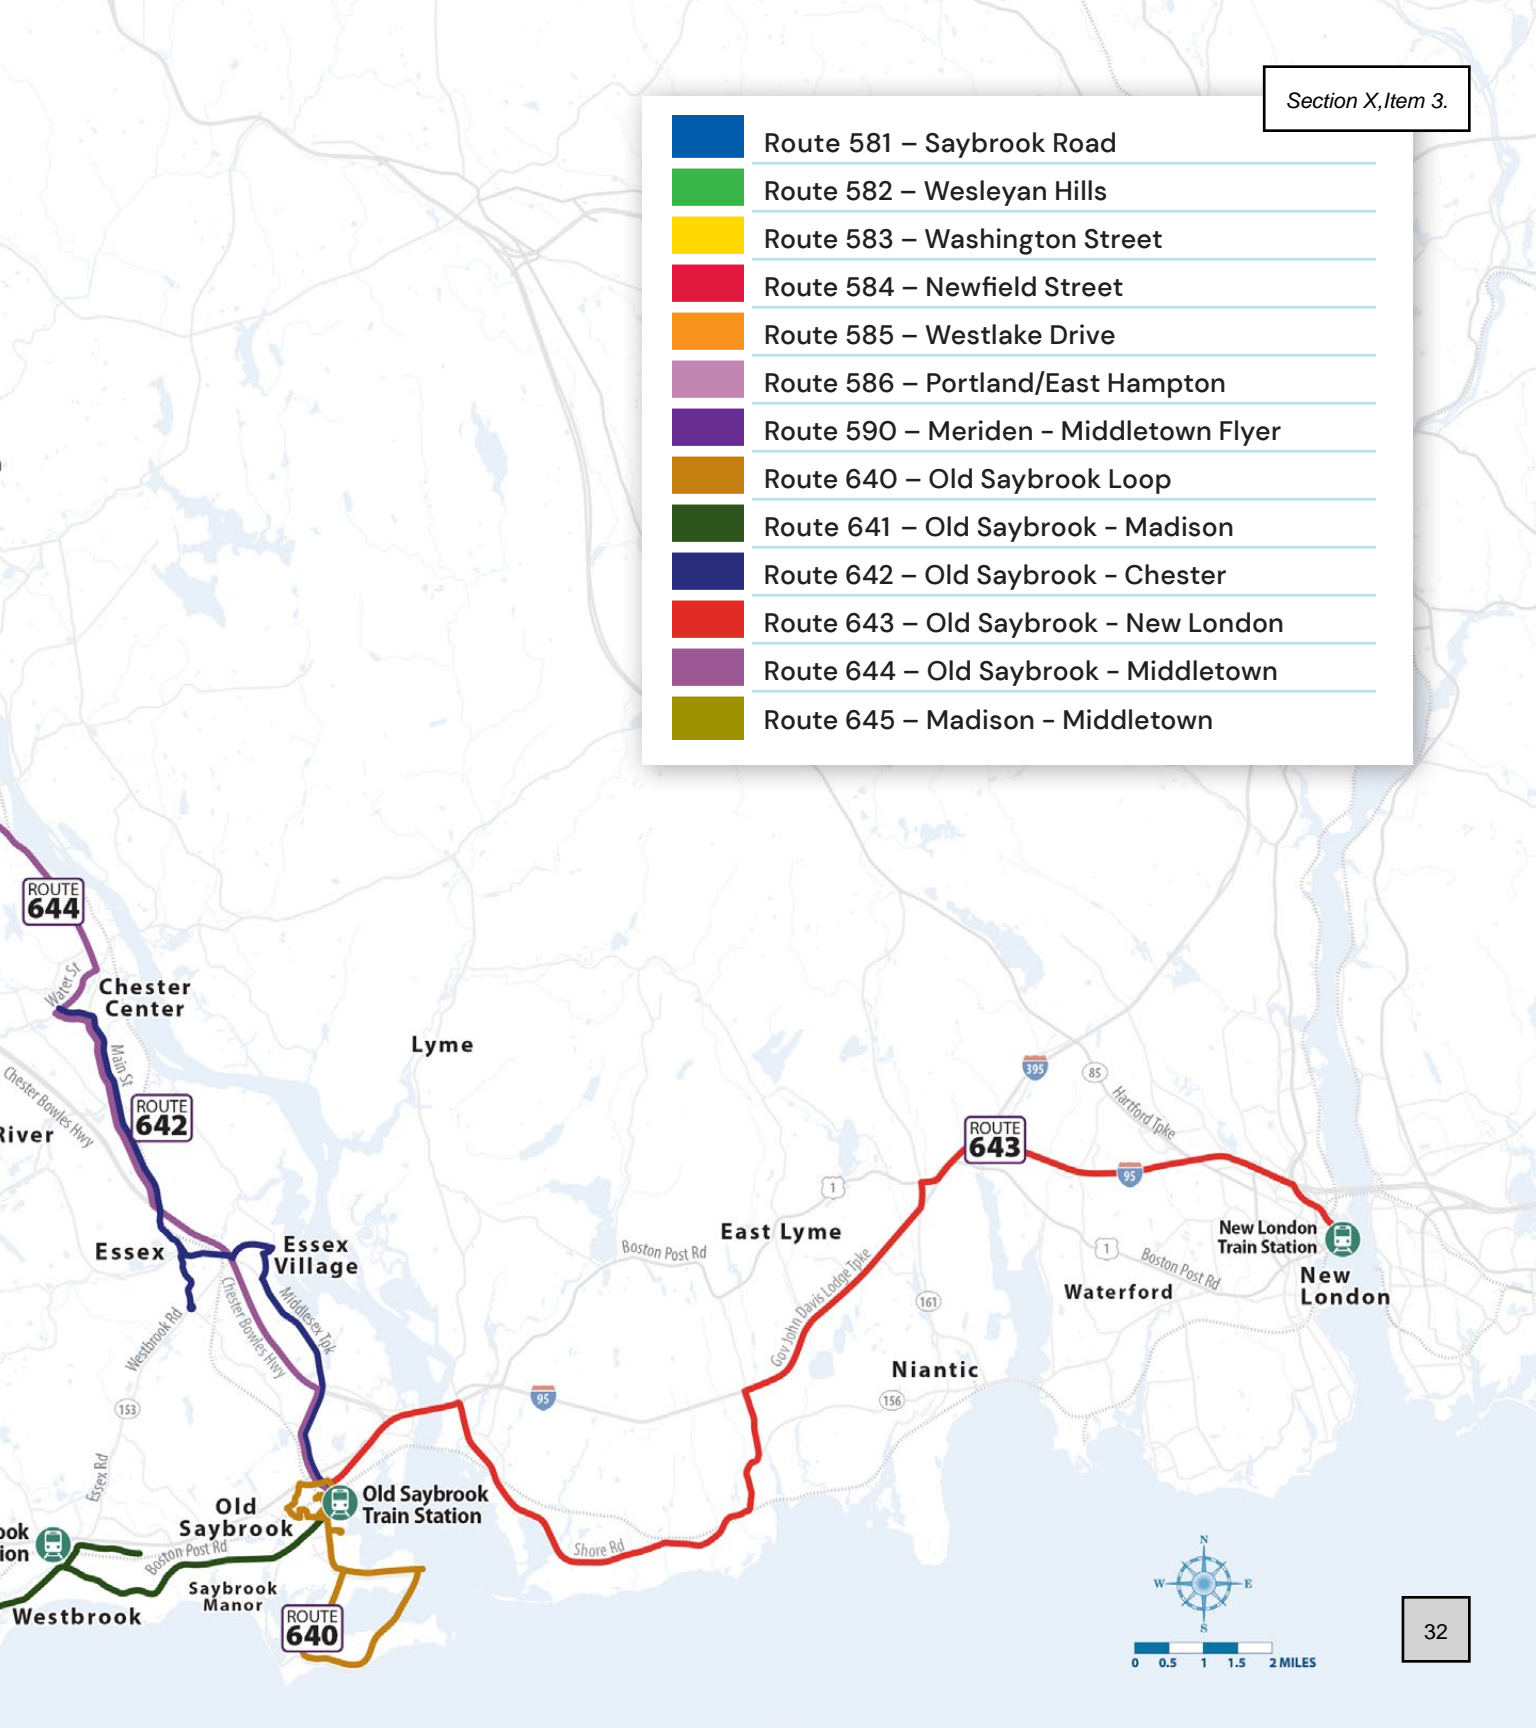 Section X,Item 3.
Route 581 – Saybrook Road
Route 582 – Wesleyan Hills
Route 583 – Washington Street
Route 584 – Newfield Street
Route 585 – Westlake Drive
Route 586 – Portland/East Hampton
Route 590 – Meriden - Middletown Flyer
Route 640 – Old Saybrook Loop
Route 641 – Old Saybrook - Madison
Route 642 – Old Saybrook - Chester
Route 643 – Old Saybrook - New London
Route 644 – Old Saybrook - Middletown
Route 645 – Madison - Middletown
ROUTE
644
Water St
Chester
Center
Main St
Lyme
Chester Bowles Hwy
River
ROUTE
642
395
85
Hartford Tpke
ROUTE
643
95
1
East Lyme
Boston Post Rd
Gov John Davis Lodge Tpke
New London
Train Station
New
London
1
Boston Post Rd
Waterford
161
Niantic
156
Essex
Essex
Village
Westbrook Rd
Chester Bowles Hwy
Middlesex Tpk
95
153
Essex Rd
Old
Saybrook
Old Saybrook
Train Station
ook
ion
Boston Post Rd
Shore Rd
Saybrook
Manor
Westbrook
ROUTE
640
N
W
E
S
0 0.5 1 1.5 2 MILES
32